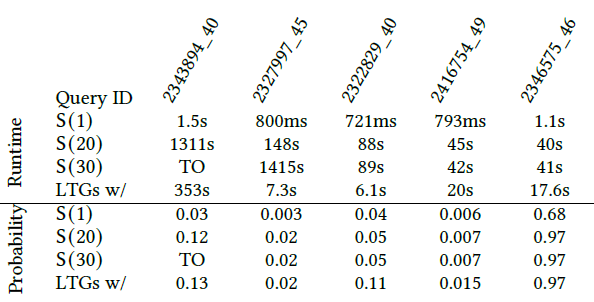 Query ID 2343894_40 2327997_45 2322829_40 2416754_49 2346575_46
Runtime
S(1) 1.5s 800ms 721ms 793ms 1.1s
S(20) 1311s 148s 88s 45s 40s
S(30) TO 1415s 89s 42s 41s
LTGs w/ 353s 7.3s 6.1s 20s 17.6s
Probability
S(1) 0.03 0.003 0.04 0.006 0.68
S(20) 0.12 0.02 0.05 0.007 0.97
S(30) TO 0.02 0.05 0.007 0.97
LTGs w/ 0.13 0.02 0.11 0.015 0.97